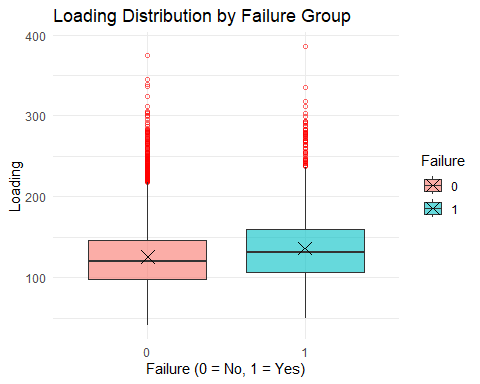 Loading Distribution by Failure Group
400
300
200
100
Loading
0
1
Failure (0 = No, 1 = Yes)
Failure
0
1